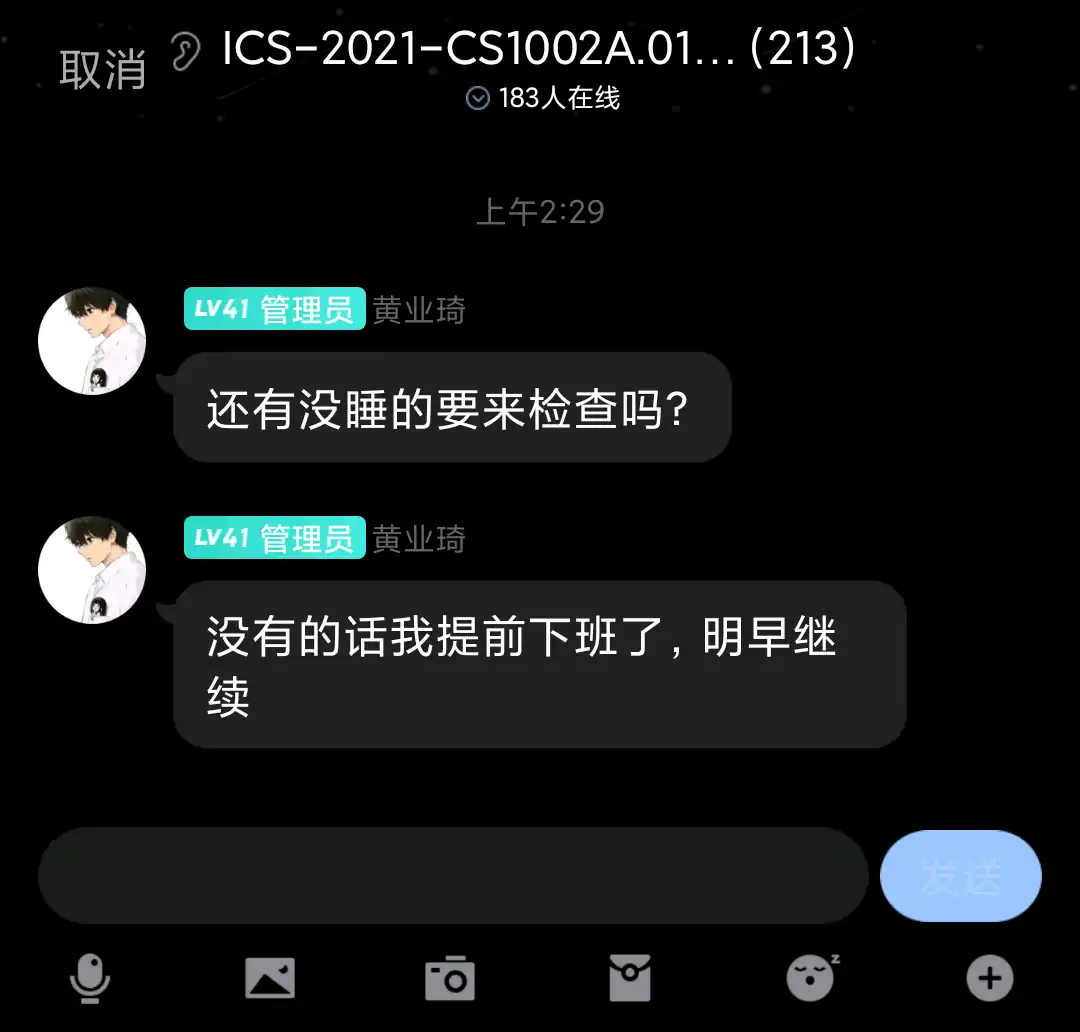 取消
ICS-2021-CS1002A.01... (213)
183人在线
上午2:29
LV41 管理员 黄业琦
还有没睡的要来检查吗?
LV41 管理员 黄业琦
没有的话我提前下班了, 明早继
续
发送